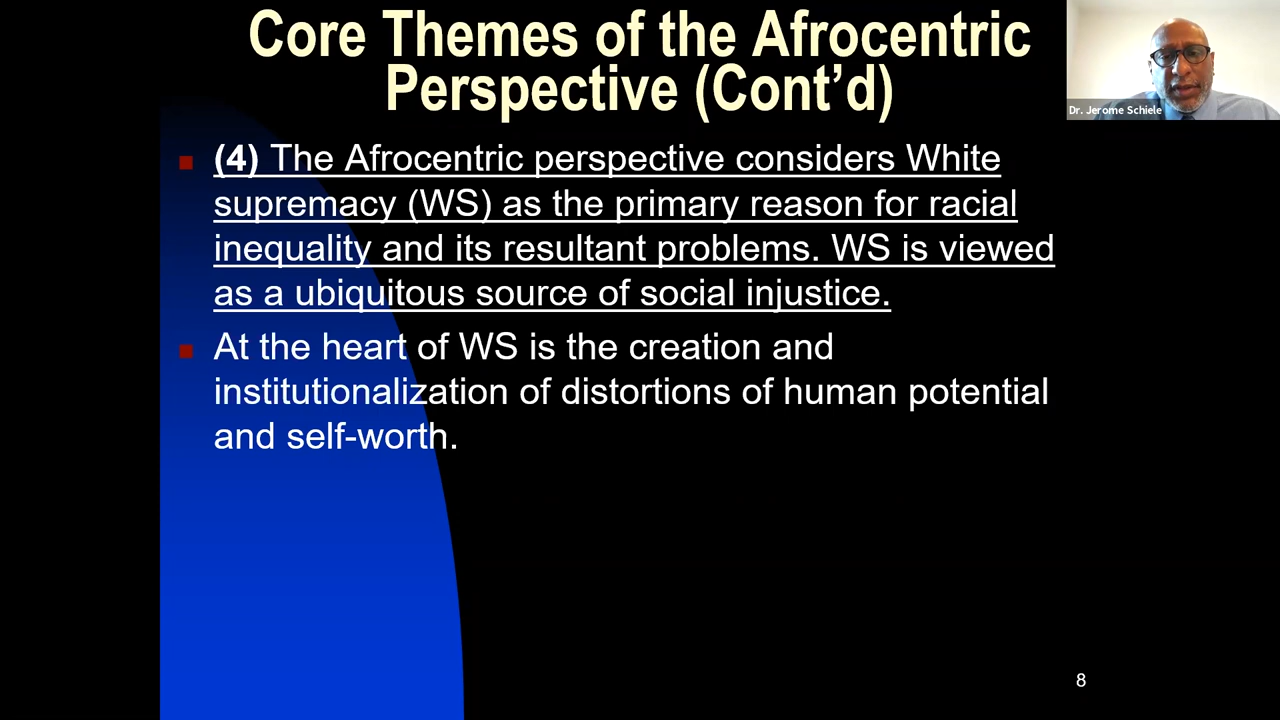 Core Themes of the Afrocentric
Perspective (Cont’d)
Dr. Jerome Schiele
(4) The Afrocentric perspective considers White
supremacy (WS) as the primary reason for racial
inequality and its resultant problems. WS is viewed
as a ubiquitous source of social injustice.
At the heart of WS is the creation and
institutionalization of distortions of human potential
and self-worth.
8